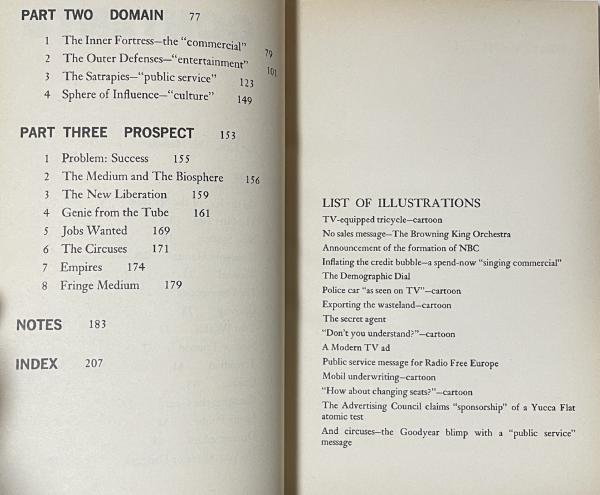 PART TWO DOMAIN 77
1 The Inner Fortress—the "commercial" 79
2 The Outer Defenses—"entertainment" 101
3 The Satrapies—"public service" 123
4 Sphere of Influence—"culture" 149
PART THREE PROSPECT 153
1 Problem: Success 155
2 The Medium and The Biosphere 156
3 The New Liberation 159
4 Genie from the Tube 161
5 Jobs Wanted 169
6 The Circuses 171
7 Empires 174
8 Fringe Medium 179
NOTES 183
INDEX 207
LIST OF ILLUSTRATIONS
TV-equipped tricycle—cartoon
No sales message—The Browning King Orchestra
Announcement of the formation of NBC
Inflating the credit bubble—a spend-now "singing commercial"
The Demographic Dial
Police car "as seen on TV"—cartoon
Exporting the wasteland—cartoon
The secret agent
"Don't you understand?"—cartoon
A Modern TV ad
Public service message for Radio Free Europe
Mobil underwriting—cartoon
"How about changing seats?"—cartoon
The Advertising Council claims "sponsorship" of a Yucca Flat
atomic test
And circuses—the Goodyear blimp with a "public service"
message